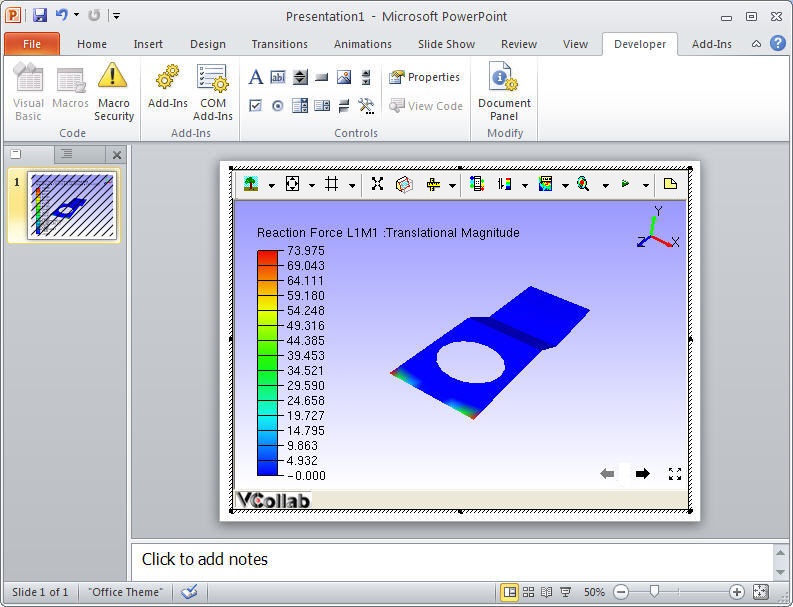 Presentation1 - Microsoft PowerPoint
File Home Insert Design Transitions Animations Slide Show Review View Developer Add-Ins
Visual Basic
Macros
Macro Security
Code
Add-Ins
COM Add-Ins
Add-Ins
A
ab|
Properties
View Code
Controls
Document Panel
Modify
1
Reaction Force L1M1 :Translational Magnitude
73.975
69.043
64.111
59.180
54.248
49.316
44.385
39.453
34.521
29.590
24.658
19.727
14.795
9.863
4.932
-0.000
Y
Z
X
VCollab
Click to add notes
Slide 1 of 1 "Office Theme" 50%